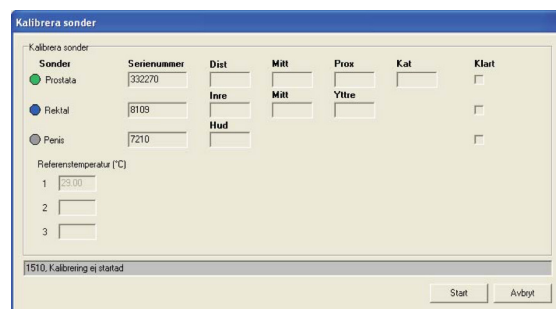 Kalibrera sonder
Kalibrera sonder
Sonder Serienummer Dist Mitt Prox Kat Klart
Prostata 332270
Inre Mitt Yttre
Rektal 8109
Hud
Penis 7210
Referenstemperatur (°C)
1 29.00
2
3
1510, Kalibrering ej startad
Start Avbryt